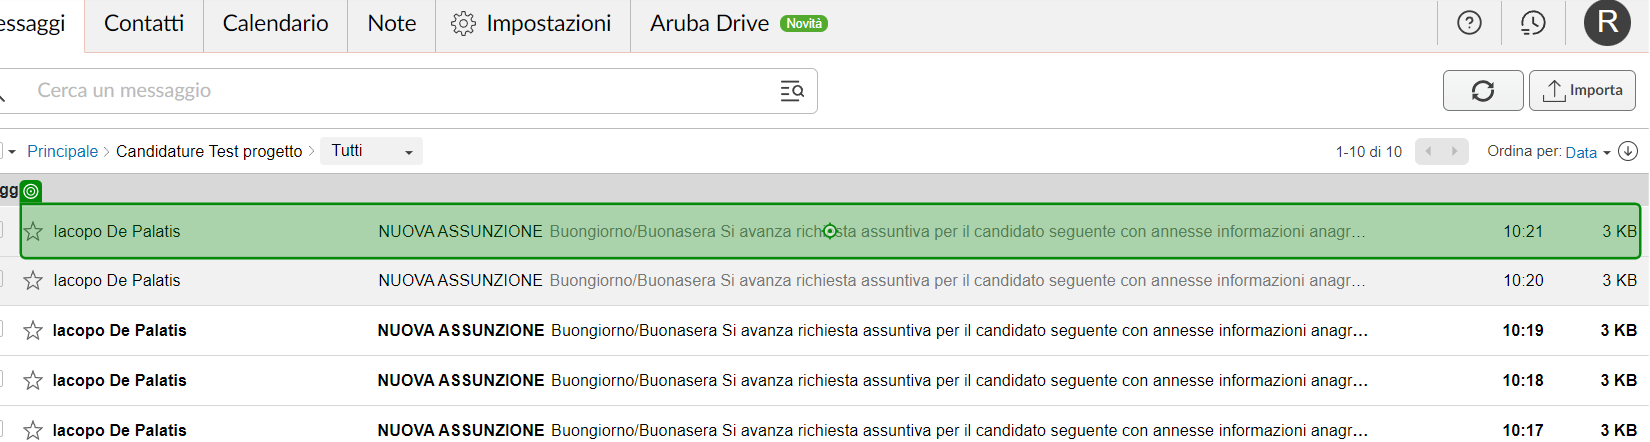 essaggi Contatti Calendario Note Impostazioni Aruba Drive Novità R
Cerca un messaggio Importa
Principale > Candidature Test progetto > Tutti 1-10 di 10 Ordina per: Data
gg
Iacopo De Palatis NUOVA ASSUNZIONE Buongiorno/Buonasera Si avanza richiesta assuntiva per il candidato seguente con annesse informazioni anagr... 10:21 3 KB
Iacopo De Palatis NUOVA ASSUNZIONE Buongiorno/Buonasera Si avanza richiesta assuntiva per il candidato seguente con annesse informazioni anagr... 10:20 3 KB
Iacopo De Palatis NUOVA ASSUNZIONE Buongiorno/Buonasera Si avanza richiesta assuntiva per il candidato seguente con annesse informazioni anagr... 10:19 3 KB
Iacopo De Palatis NUOVA ASSUNZIONE Buongiorno/Buonasera Si avanza richiesta assuntiva per il candidato seguente con annesse informazioni anagr... 10:18 3 KB
Iacopo De Palatis NUOVA ASSUNZIONE Buongiorno/Buonasera Si avanza richiesta assuntiva per il candidato seguente con annesse informazioni anagr... 10:17 3 KB